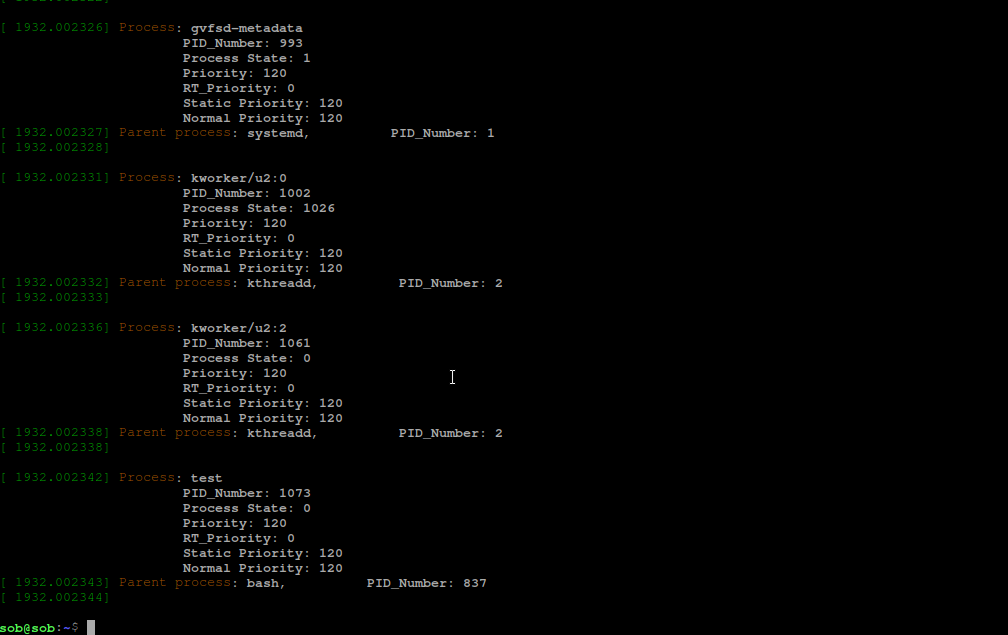 [ 1932.002326] Process: gvfsd-metadata
PID_Number: 993
Process State: 1
Priority: 120
RT_Priority: 0
Static Priority: 120
Normal Priority: 120
[ 1932.002327] Parent process: systemd, PID_Number: 1
[ 1932.002328]
[ 1932.002331] Process: kworker/u2:0
PID_Number: 1002
Process State: 1026
Priority: 120
RT_Priority: 0
Static Priority: 120
Normal Priority: 120
[ 1932.002332] Parent process: kthreadd, PID_Number: 2
[ 1932.002333]
[ 1932.002336] Process: kworker/u2:2
PID_Number: 1061
Process State: 0
Priority: 120
RT_Priority: 0
Static Priority: 120
Normal Priority: 120
[ 1932.002338] Parent process: kthreadd, PID_Number: 2
[ 1932.002338]
[ 1932.002342] Process: test
PID_Number: 1073
Process State: 0
Priority: 120
RT_Priority: 0
Static Priority: 120
Normal Priority: 120
[ 1932.002343] Parent process: bash, PID_Number: 837
[ 1932.002344]
sob@sob:~$